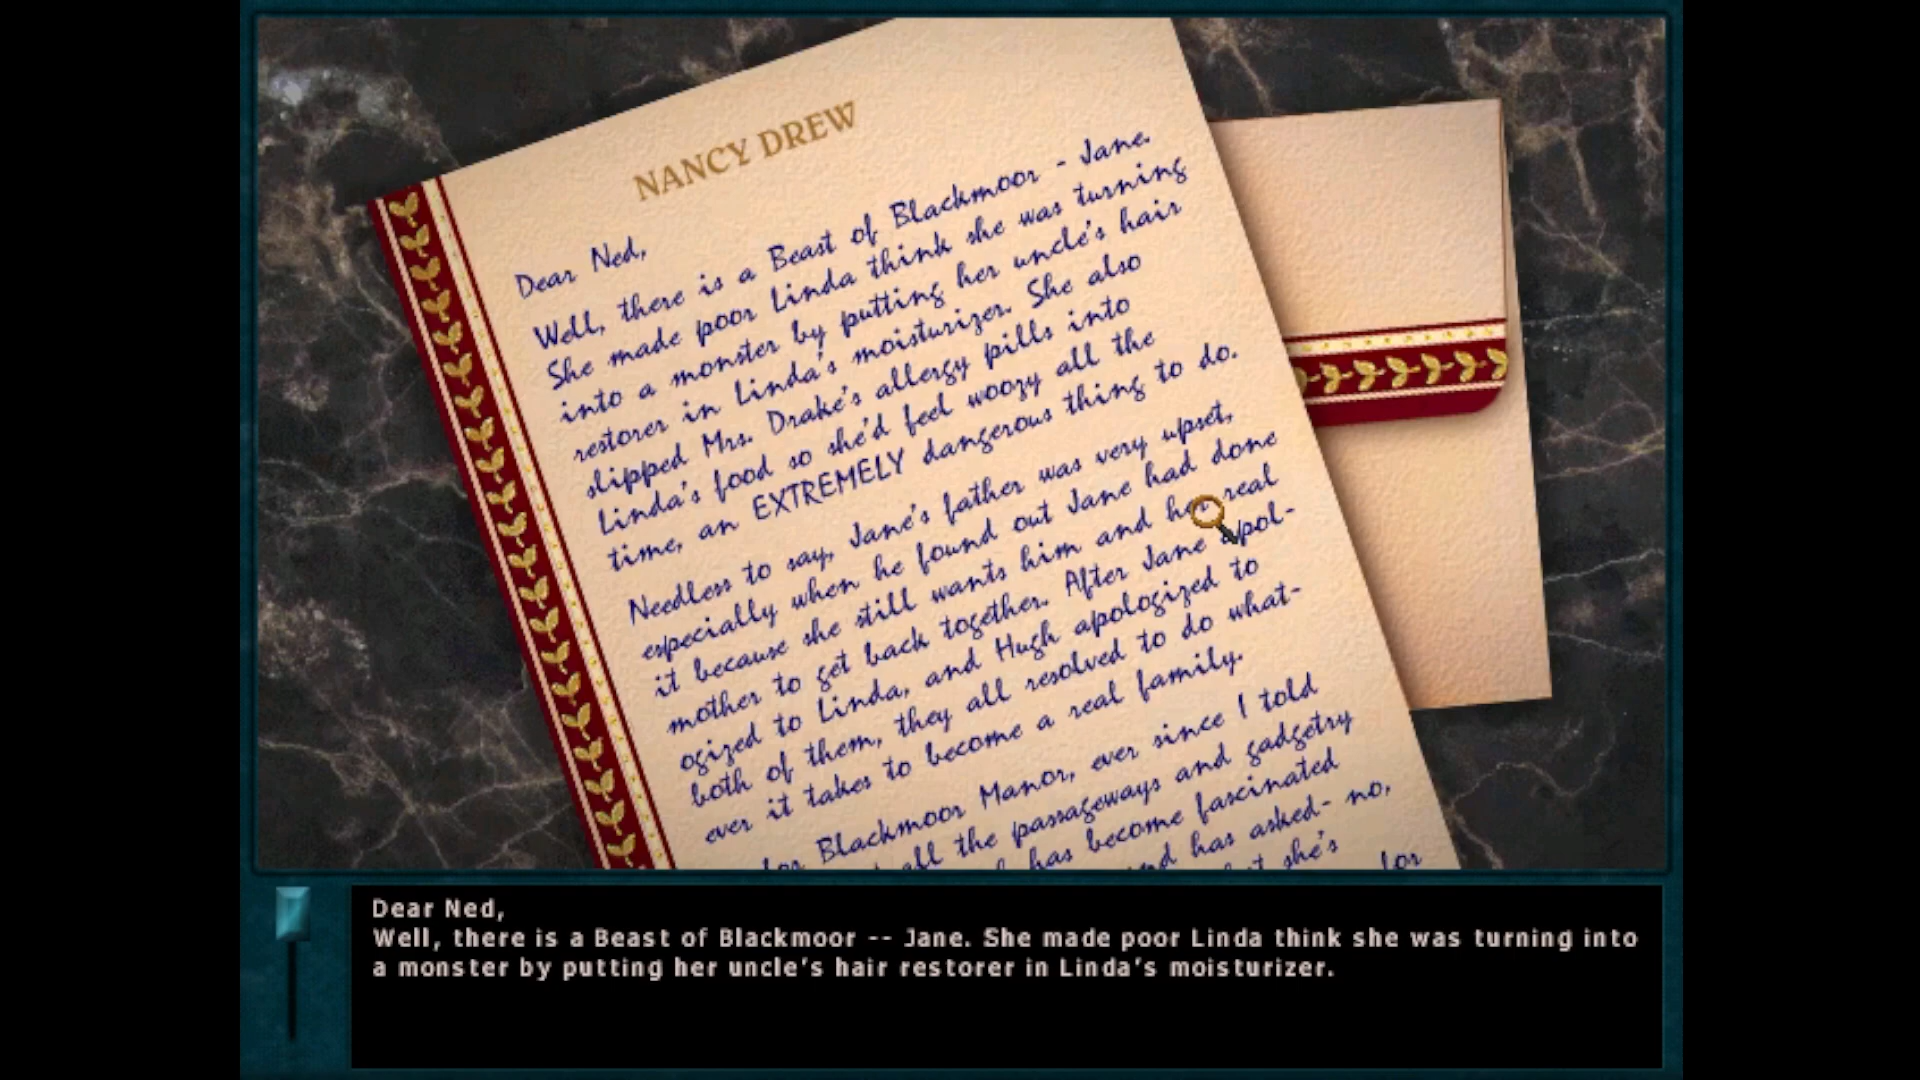 NANCY DREW
Dear Ned,
Well, there is a Beast of Blackmoor - Jane.
She made poor Linda think she was turning
into a monster by putting her uncle's hair
restorer in Linda's moisturizer. She also
slipped Mrs. Drake's allergy pills into
Linda's food so she'd feel woozy all the
time, an EXTREMELY dangerous thing to do.
Needless to say, Jane's father was very upset,
especially when he found out Jane had done
it because she still wants him and her real
mother to get back together. After Jane apol-
ogized to Linda, and Hugh apologized to
both of them, they all resolved to do what-
ever it takes to become a real family.
Blackmoor Manor, ever since I told
all the passageways and gadgetry
has become fascinated
and has asked- no,
she's
for
Dear Ned,
Well, there is a Beast of Blackmoor -- Jane. She made poor Linda think she was turning into
a monster by putting her uncle's hair restorer in Linda's moisturizer.